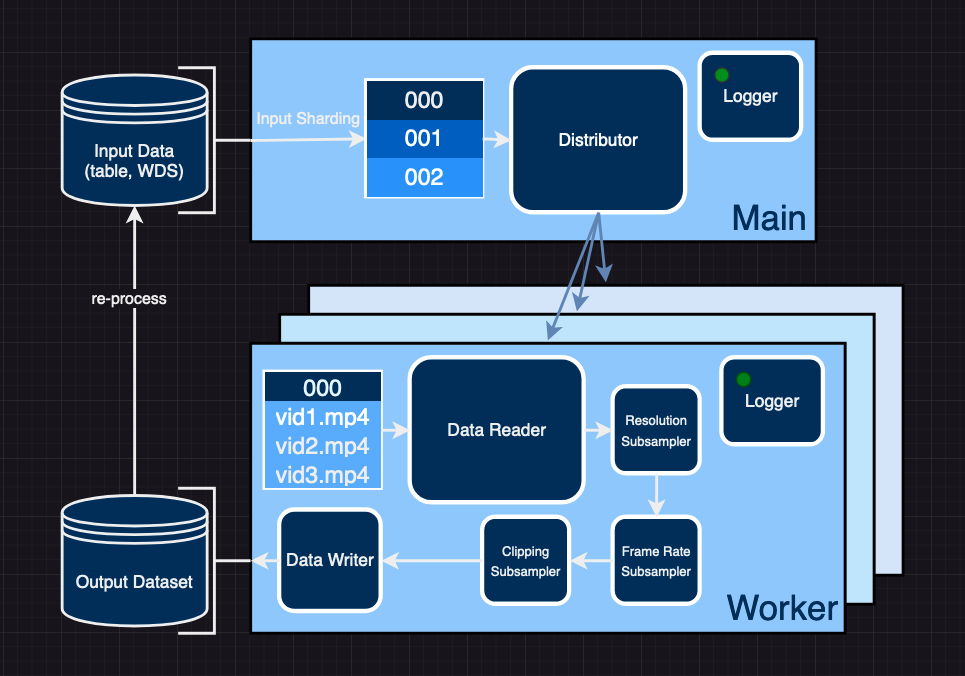 Input Data
(table, WDS)
Input Sharding
000
001
002
Distributor
Logger
Main
re-process
000
vid1.mp4
vid2.mp4
vid3.mp4
Data Reader
Resolution
Subsampler
Logger
Output Dataset
Data Writer
Clipping
Subsampler
Frame Rate
Subsampler
Worker